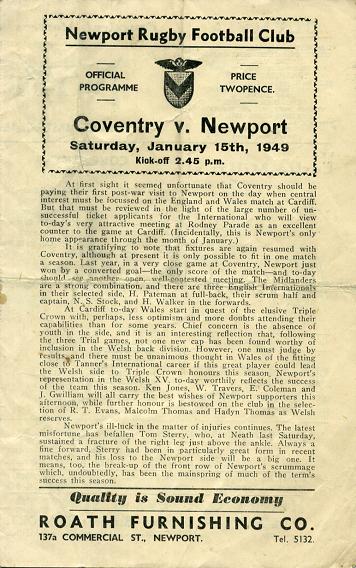 Newport Rugby Football Club
OFFICIAL
PROGRAMME
PRICE
TWOPENCE.
Coventry v. Newport
Saturday, January 15th, 1949
Kick-off 2.45 p.m.
At first sight it seemed unfortunate that Coventry should be
paying their first post-war visit to Newport on the day when central
interest must be focussed on the England and Wales match at Cardiff.
But that must be reviewed in the light of the large number of un-
successful ticket applicants for the International who will view
to-day's very attractive meeting at Rodney Parade as an excellent
counter to the game at Cardiff. (Incidentally, this is Newport's only
home appearance through the month of January).
It is gratifying to note that fixtures are again resumed with
Coventry, although at present it is only possible to fit in one match
a season. Last year, in a very close game at Coventry, Newport just
won by a converted goal—the only score of the match—and to-day
should see another open, well-contested meeting. The Midlanders
are a strong combination, and there are three English Internationals
in their selected side, H. Pateman at full-back, their scrum half and
captain, N. S. Stock, and H. Walker in the forwards.
At Cardiff to-day Wales start in quest of the elusive Triple
Crown with, perhaps, less optimism and more doubts attending their
capabilities than for some years. Chief concern is the absence of
youth in the side, and it is an interesting reflection that, following
the three Trial games, not one new cap has been found worthy of
inclusion in the Welsh back division. However, one must judge by
results and there must be unanimous thought in Wales of the fitting
close to Tanner's international career if this great player could lead
the Welsh side to Triple Crown honours this season. Newport's
representation in the Welsh XV. to-day worthily reflects the success
of the team this season. Ken Jones, W. Travers, E. Coleman and
J. Gwilliam will all carry the best wishes of Newport supporters this
afternoon, while further honour is bestowed on the club in the selec-
tion of R. T. Evans, Malcolm Thomas and Hadyn Thomas as Welsh
reserves.
Newport's ill-luck in the matter of injuries continues. The latest
misfortune has befallen Tom Sterry, who, at Neath last Saturday,
sustained a fracture of the right leg just above the ankle. Always a
fine forward, Sterry had been in particularly great form in recent
matches, and his loss to the Newport side will be a big one. It
means, too, the break-up of the front row of Newport's scrummage
which, undoubtedly, has been the mainspring of much of the term's
success this season.
Quality is Sound Economy
ROATH FURNISHING CO.
137a COMMERCIAL ST., NEWPORT. Tel. 5132.